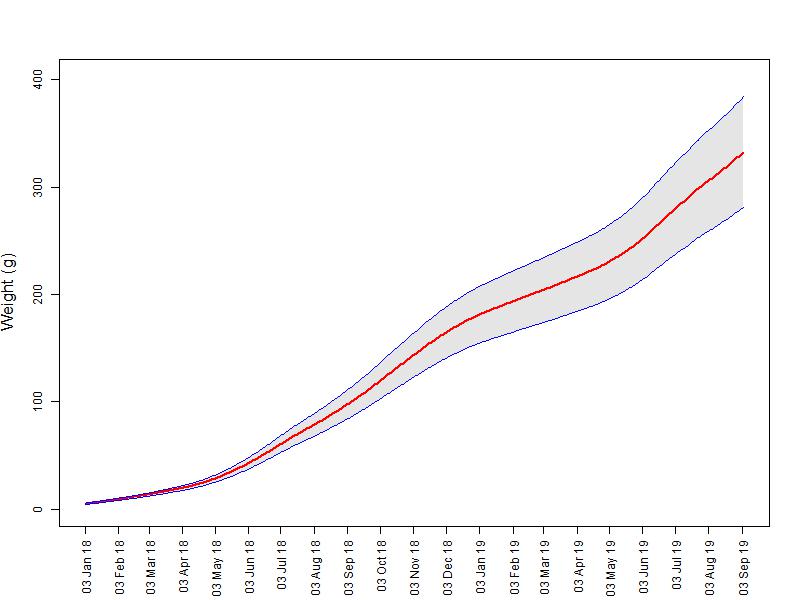 400
300
200
100
0
Weight (g)
03 Jan 18
03 Feb 18
03 Mar 18
03 Apr 18
03 May 18
03 Jun 18
03 Jul 18
03 Aug 18
03 Sep 18
03 Oct 18
03 Nov 18
03 Dec 18
03 Jan 19
03 Feb 19
03 Mar 19
03 Apr 19
03 May 19
03 Jun 19
03 Jul 19
03 Aug 19
03 Sep 19